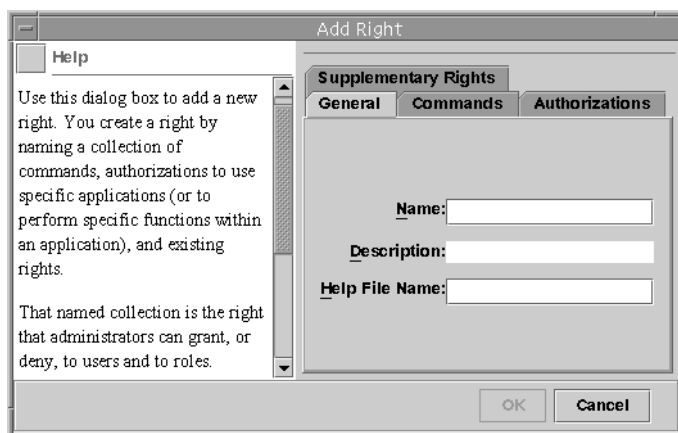 Add Right
Help
Use this dialog box to add a new
right. You create a right by
naming a collection of
commands, authorizations to use
specific applications (or to
perform specific functions within
an application), and existing
rights.
That named collection is the right
that administrators can grant, or
deny, to users and to roles.
Supplementary Rights
General
Commands
Authorizations
Name:
Description:
Help File Name:
OK
Cancel